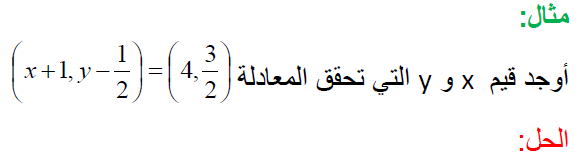 مثال:
أوجد قيم x و y التي تحقق المعادلة (x+1, y-1/2) = (4, 3/2)
الحل: